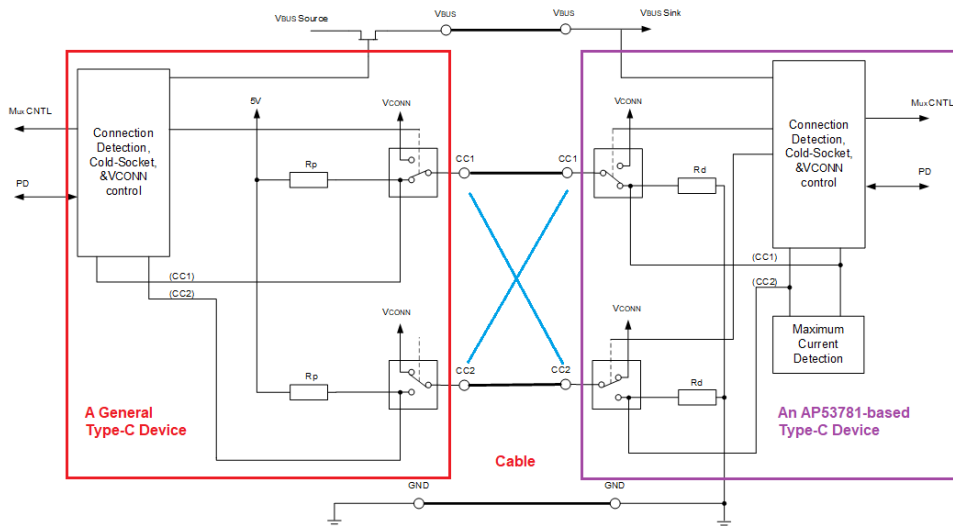 VBUS Source
VBUS
VBUS
VBUS Sink
Mux CNTL
PD
Connection
Detection,
Cold-Socket,
&VCONN
control
5V
VCONN
Rp
CC1
CC1
VCONN
Rd
Connection
Detection,
Cold-Socket,
&VCONN
control
Mux CNTL
PD
(CC1)
(CC2)
(CC1)
(CC2)
VCONN
Rp
CC2
CC2
VCONN
Rd
Maximum
Current
Detection
A General
Type-C Device
Cable
An AP53781-based
Type-C Device
GND
GND